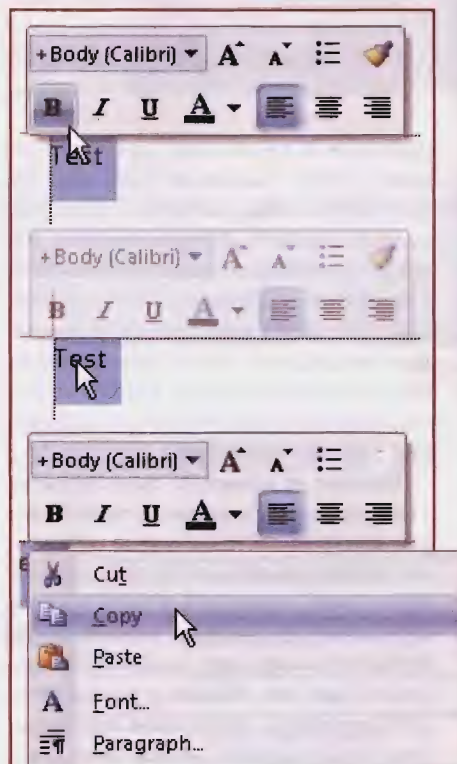 +Body (Calibri) A A
B I U A
Test
+Body (Calibri) A A
B I U A
Test
+Body (Calibri) A A
B I U A
Cut
Copy
Paste
A Font...
Paragraph...